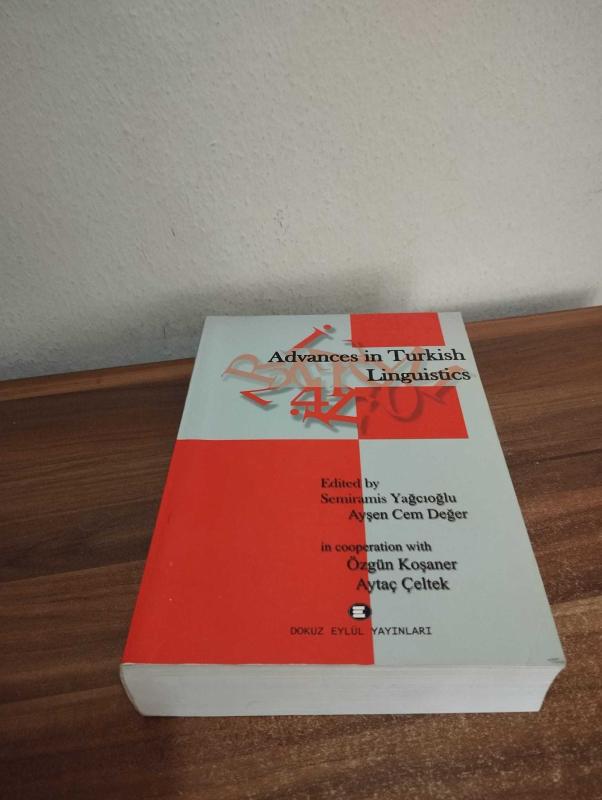 Advances in Turkish
Linguistics
Edited by
Semiramis Yağcıoğlu
Ayşen Cem Değer
in cooperation with
Özgün Koşaner
Aytaç Çeltek
DOKUZ EYLÜL YAYINLARI